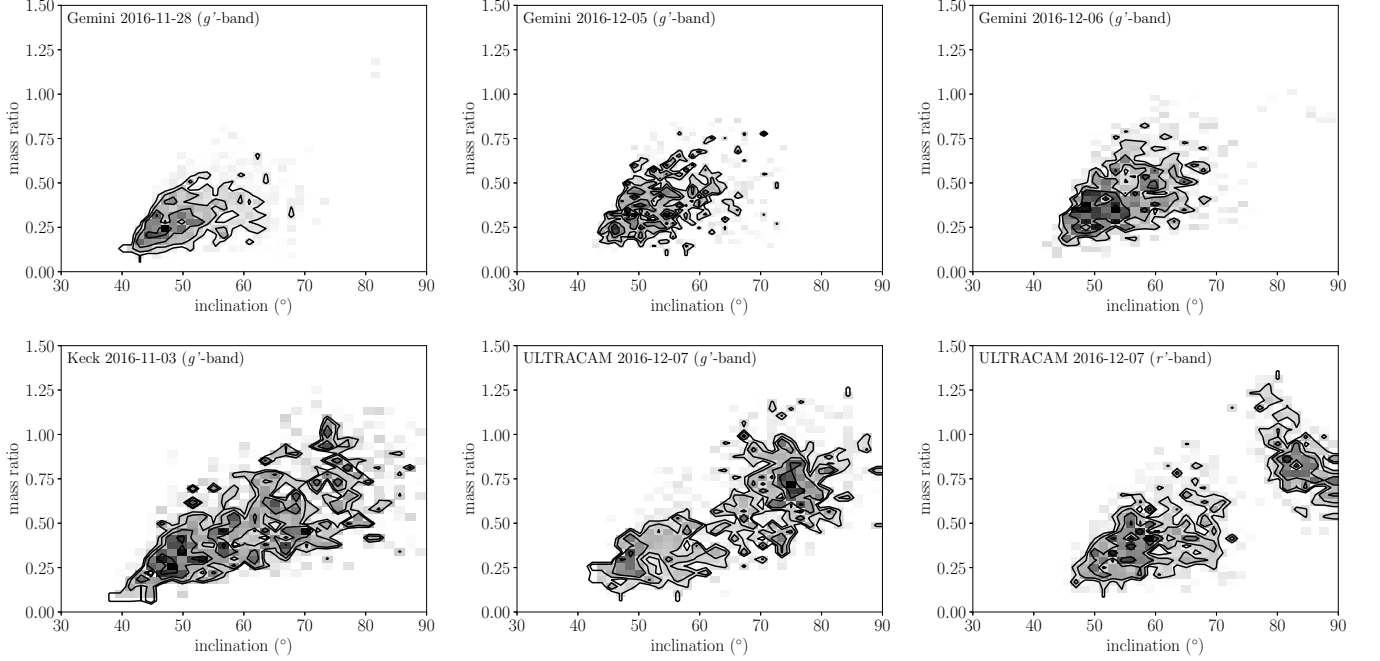 Gemini 2016-11-28 (g'-band)
mass ratio
1.50
1.25
1.00
0.75
0.50
0.25
0.00
30 40 50 60 70 80 90
inclination (°)
Gemini 2016-12-05 (g'-band)
mass ratio
1.50
1.25
1.00
0.75
0.50
0.25
0.00
30 40 50 60 70 80 90
inclination (°)
Gemini 2016-12-06 (g'-band)
mass ratio
1.50
1.25
1.00
0.75
0.50
0.25
0.00
30 40 50 60 70 80 90
inclination (°)
Keck 2016-11-03 (g'-band)
mass ratio
1.50
1.25
1.00
0.75
0.50
0.25
0.00
30 40 50 60 70 80 90
inclination (°)
ULTRACAM 2016-12-07 (g'-band)
mass ratio
1.50
1.25
1.00
0.75
0.50
0.25
0.00
30 40 50 60 70 80 90
inclination (°)
ULTRACAM 2016-12-07 (r'-band)
mass ratio
1.50
1.25
1.00
0.75
0.50
0.25
0.00
30 40 50 60 70 80 90
inclination (°)